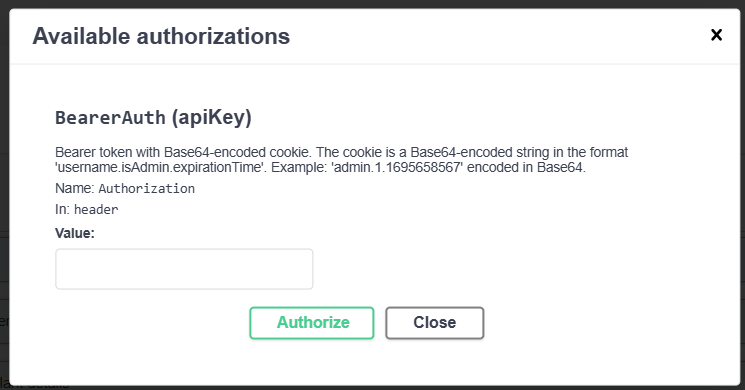 Available authorizations
×
BearerAuth (apiKey)
Bearer token with Base64-encoded cookie. The cookie is a Base64-encoded string in the format
'username.isAdmin.expirationTime'. Example: 'admin.1.1695658567' encoded in Base64.
Name: Authorization
In: header
Value:
Authorize
Close